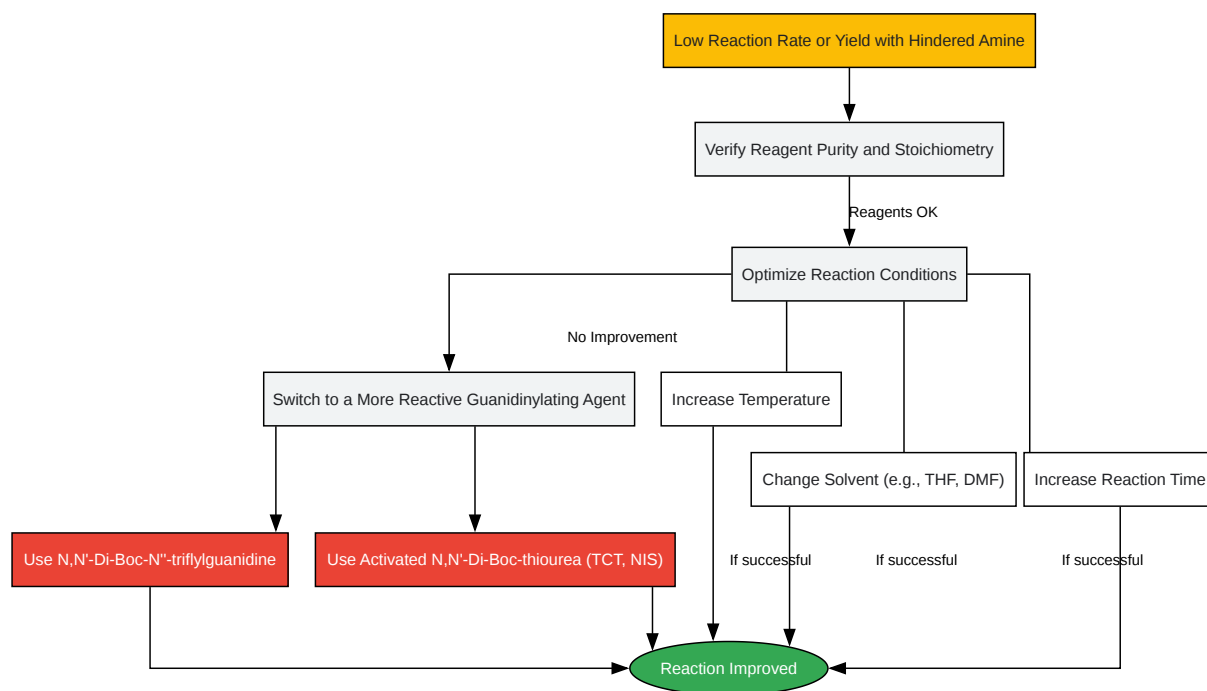 Low Reaction Rate or Yield with Hindered Amine
Verify Reagent Purity and Stoichiometry
Reagents OK
Optimize Reaction Conditions
No Improvement
Switch to a More Reactive Guanidinylating Agent
Increase Temperature
Change Solvent (e.g., THF, DMF)
Increase Reaction Time
Use N,N'-Di-Boc-N''-triflylguanidine
Use Activated N,N'-Di-Boc-thiourea (TCT, NIS)
If successful
If successful
If successful
Reaction Improved